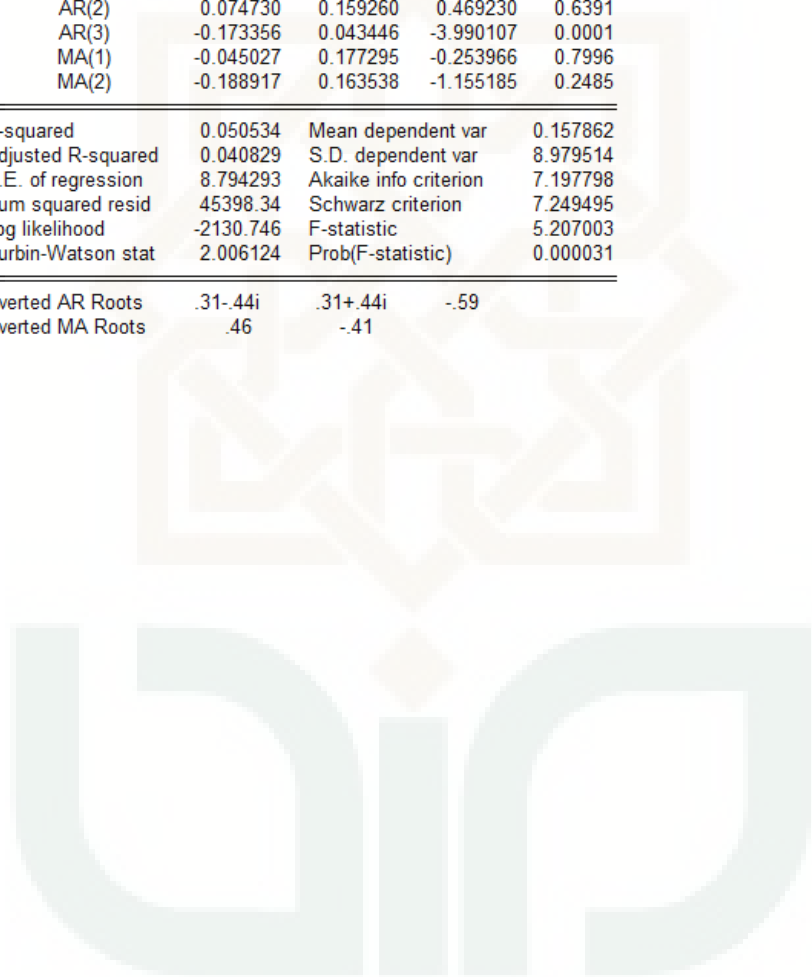 AR(2) 0.074730 0.159260 0.469230 0.6391
AR(3) -0.173356 0.043446 -3.990107 0.0001
MA(1) -0.045027 0.177295 -0.253966 0.7996
MA(2) -0.188917 0.163538 -1.155185 0.2485
-squared 0.050534 Mean dependent var 0.157862
djusted R-squared 0.040829 S.D. dependent var 8.979514
.E. of regression 8.794293 Akaike info criterion 7.197798
um squared resid 45398.34 Schwarz criterion 7.249495
og likelihood -2130.746 F-statistic 5.207003
urbin-Watson stat 2.006124 Prob(F-statistic) 0.000031
verted AR Roots .31-.44i .31+.44i -.59
verted MA Roots .46 -.41